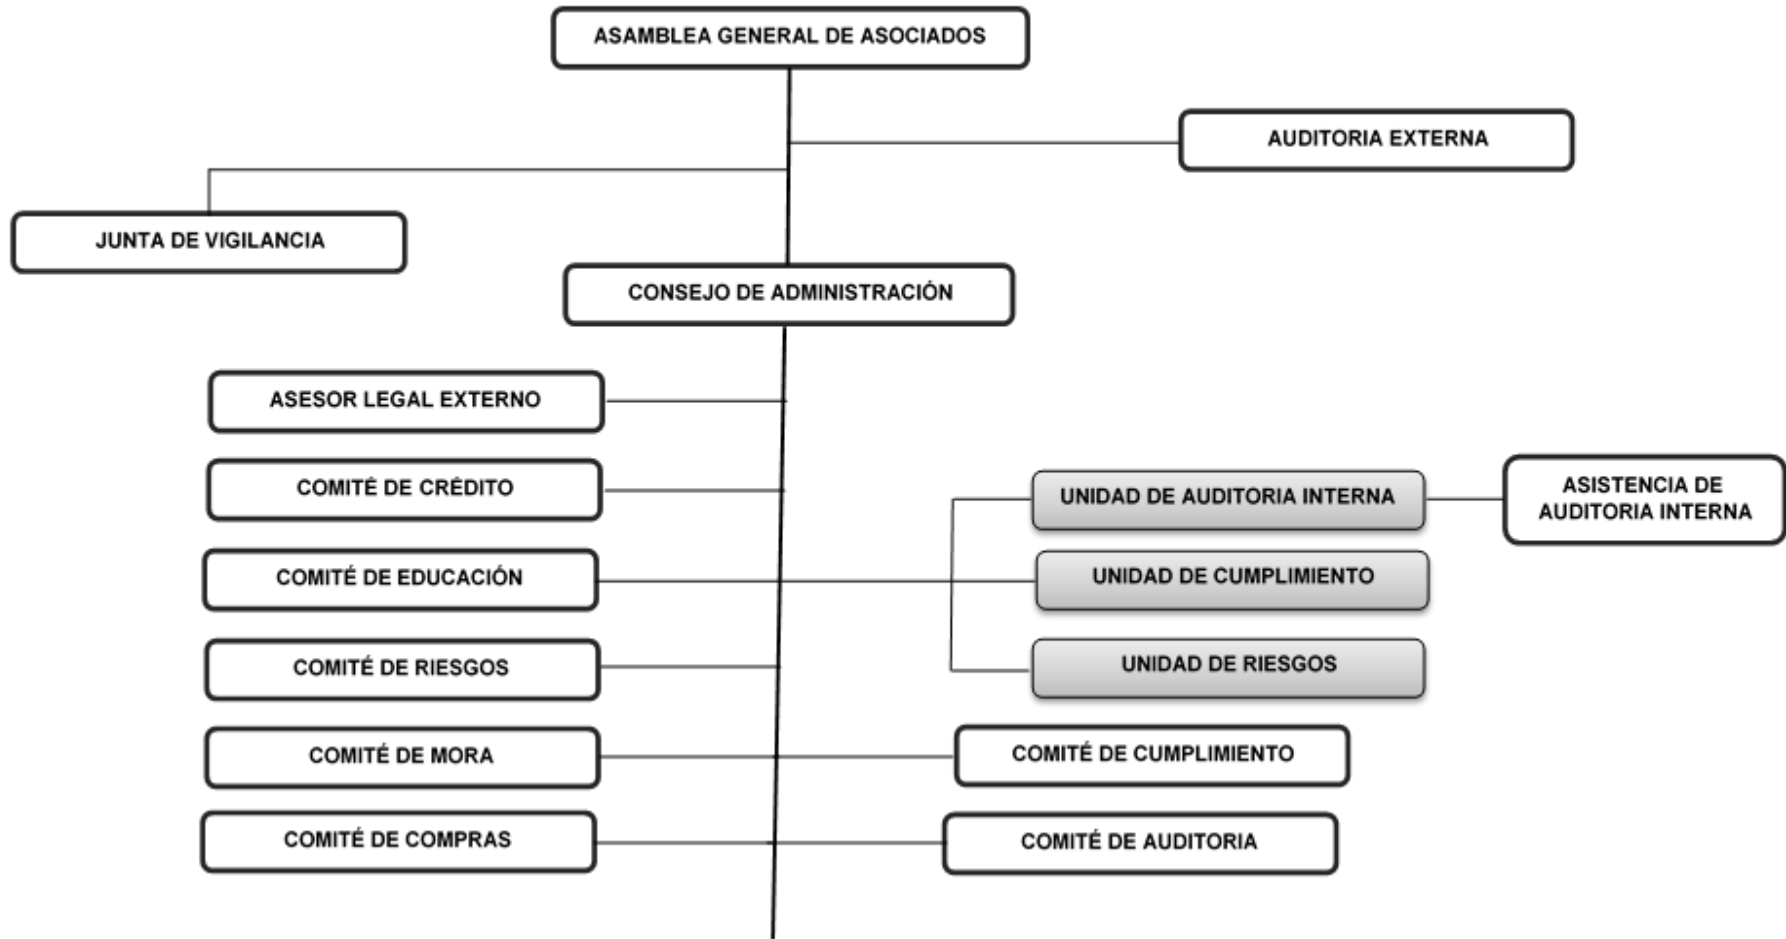 ASAMBLEA GENERAL DE ASOCIADOS
AUDITORIA EXTERNA
JUNTA DE VIGILANCIA
CONSEJO DE ADMINISTRACIÓN
ASESOR LEGAL EXTERNO
COMITÉ DE CRÉDITO
UNIDAD DE AUDITORIA INTERNA
ASISTENCIA DE
AUDITORIA INTERNA
COMITÉ DE EDUCACIÓN
UNIDAD DE CUMPLIMIENTO
COMITÉ DE RIESGOS
UNIDAD DE RIESGOS
COMITÉ DE MORA
COMITÉ DE CUMPLIMIENTO
COMITÉ DE COMPRAS
COMITÉ DE AUDITORIA